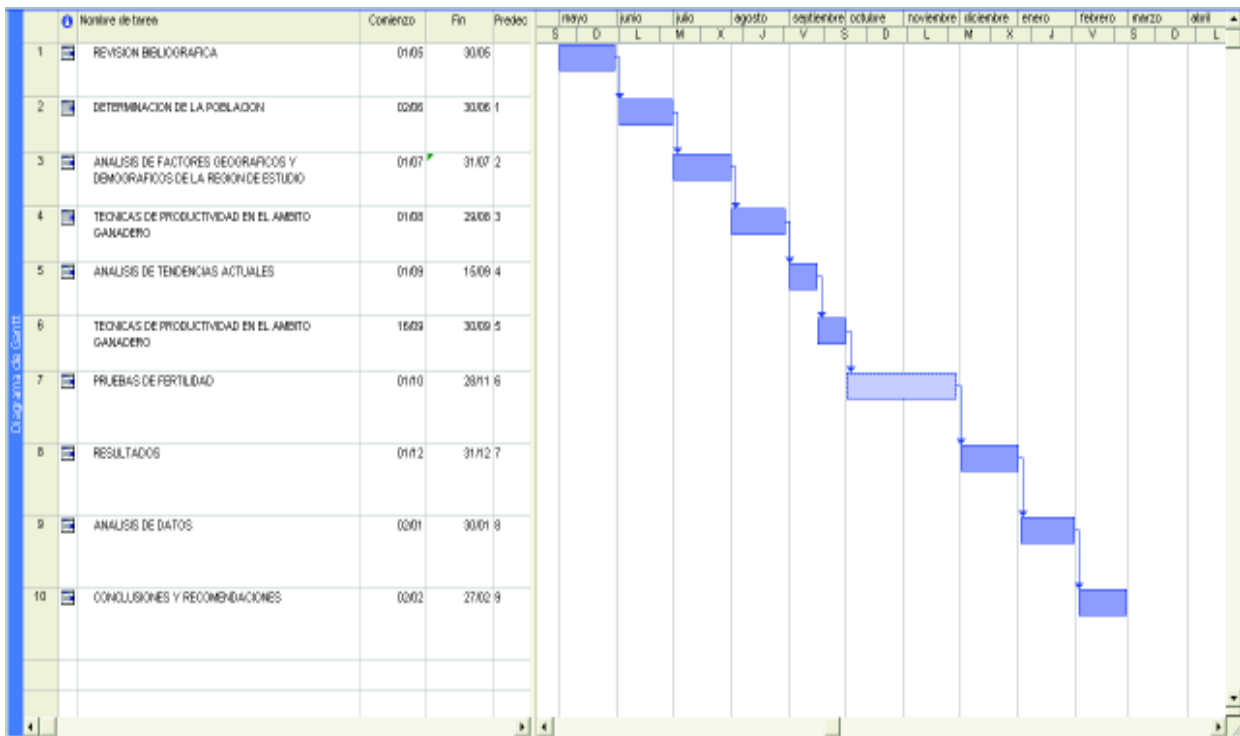 Nombre de tarea Comienzo Fin Predec
mayo junio julio agosto septiembre octubre noviembre diciembre enero febrero marzo abril
S D L M X J V S D L M X J V S D L
1 REVISION BIBLIOGRAFICA 01/05 30/05
2 DETERMINACION DE LA POBLACION 02/06 30/06 1
3 ANALISIS DE FACTORES GEOGRAFICOS Y 01/07 31/07 2
DEMOGRAFICOS DE LA REGION DE ESTUDIO
4 TECNICAS DE PRODUCTIVIDAD EN EL AMBITO 01/08 29/08 3
GANADERO
5 ANALISIS DE TENDENCIAS ACTUALES 01/09 15/09 4
6 TECNICAS DE PRODUCTIVIDAD EN EL AMBITO 16/09 30/09 5
GANADERO
7 PRUEBAS DE FERTILIDAD 01/10 28/11 6
8 RESULTADOS 01/12 31/12 7
9 ANALISIS DE DATOS 02/01 30/01 8
10 CONCLUSIONES Y RECOMENDACIONES 02/02 27/02 9
Diagrama de Gantt